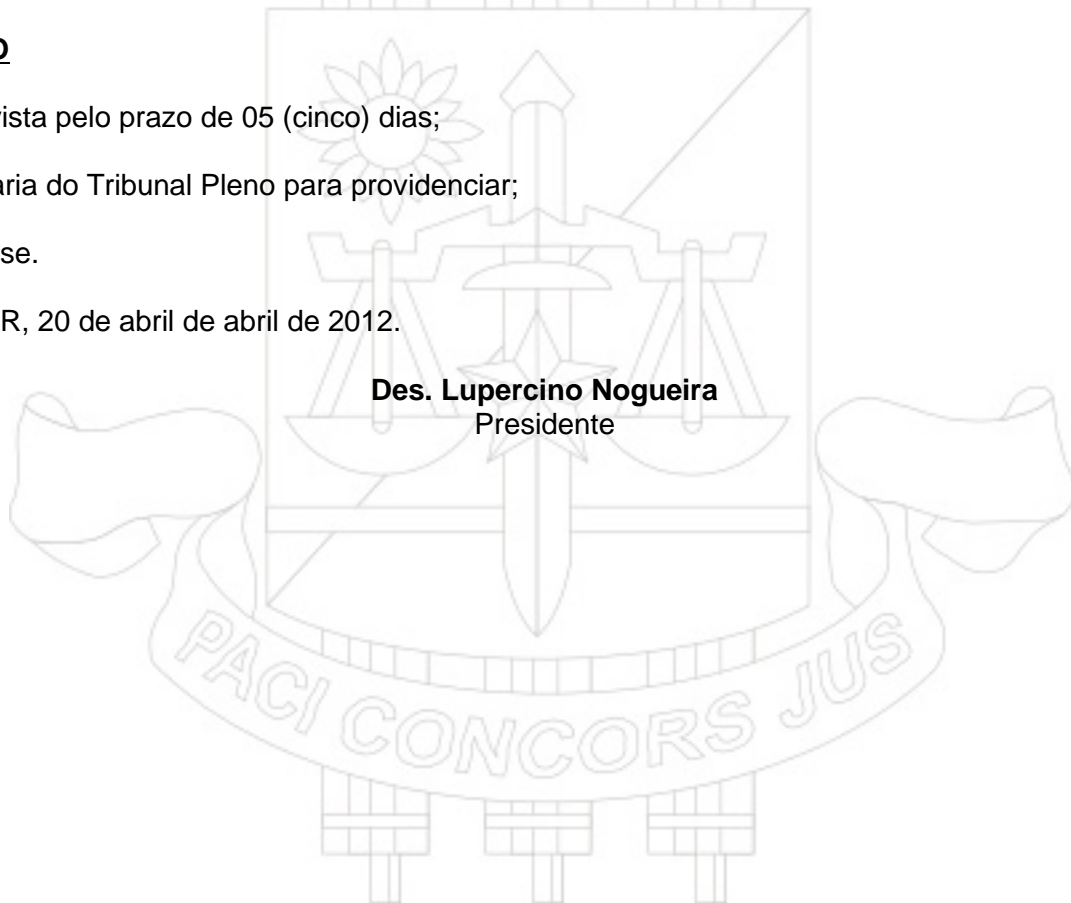 O
vista pelo prazo de 05 (cinco) dias;
aria do Tribunal Pleno para providenciar;
se.
R, 20 de abril de abril de 2012.
Des. Lupercino Nogueira
Presidente
PACI CONCORS JUS